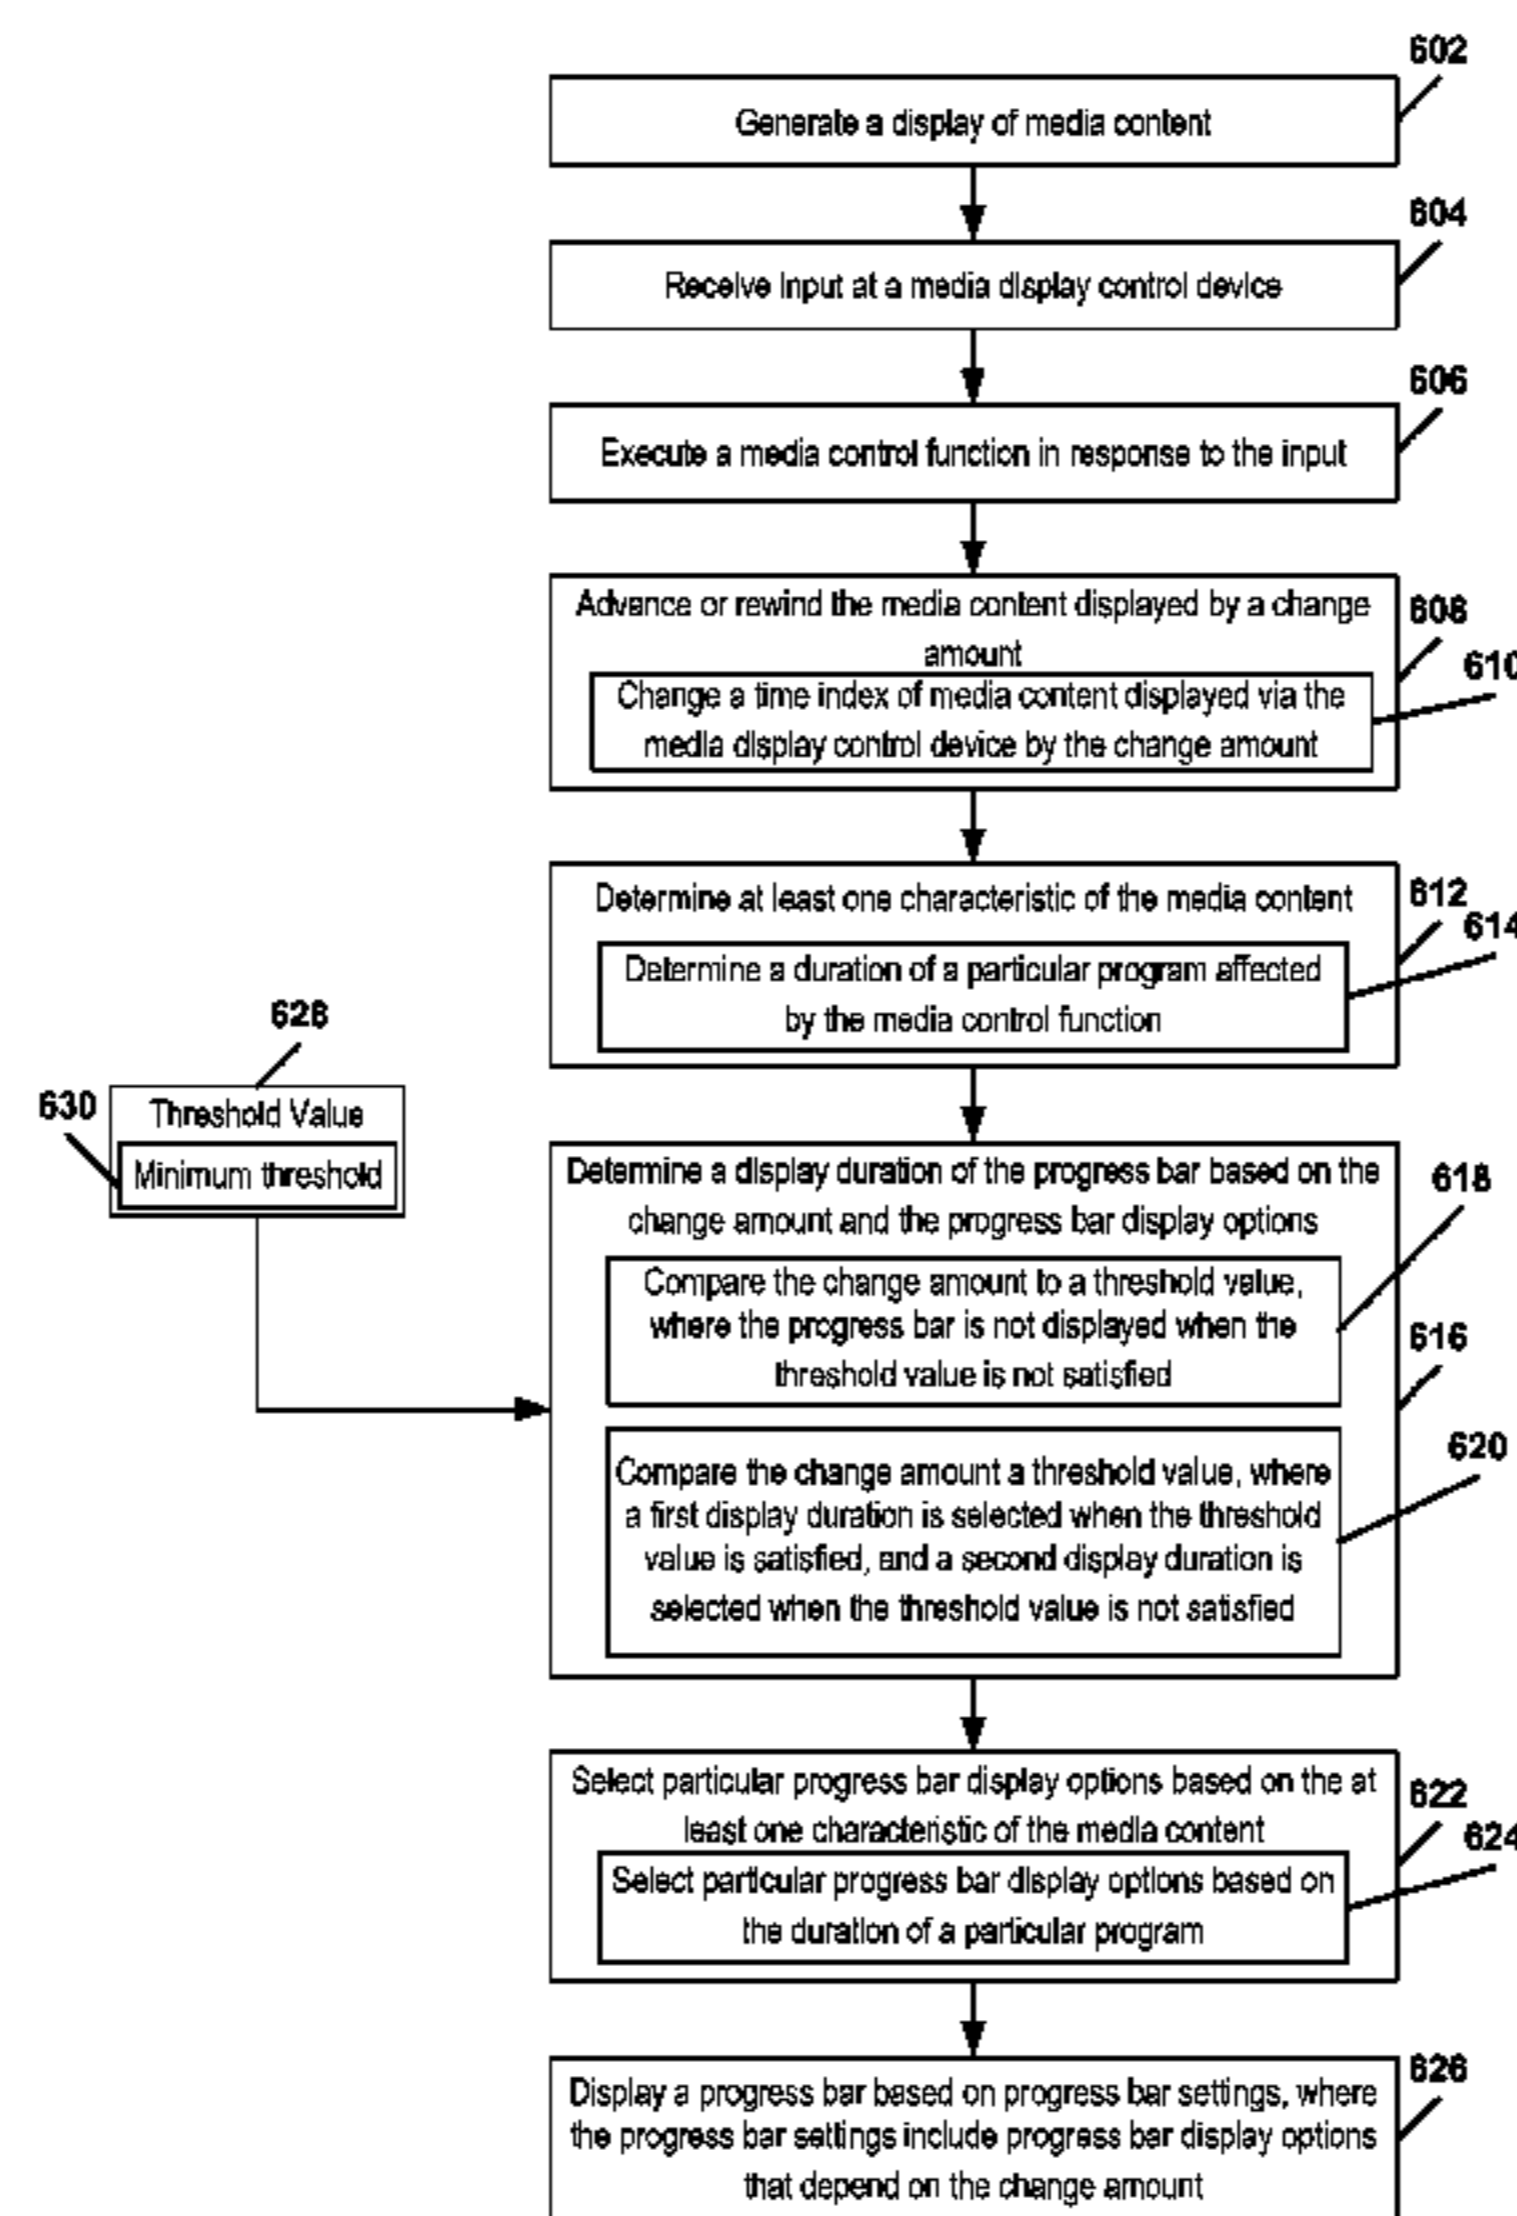 602
Generate a display of media content
604
Receive input at a media display control device
606
Execute a media control function in response to the input
608
Advance or rewind the media content displayed by a change
amount
610
Change a time index of media content displayed via the
media display control device by the change amount
612
Determine at least one characteristic of the media content
614
Determine a duration of a particular program affected
by the media control function
628
630
Threshold Value
Minimum threshold
Determine a display duration of the progress bar based on the
change amount and the progress bar display options
618
Compare the change amount to a threshold value,
where the progress bar is not displayed when the
threshold value is not satisfied
616
620
Compare the change amount a threshold value, where
a first display duration is selected when the threshold
value is satisfied, and a second display duration is
selected when the threshold value is not satisfied
Select particular progress bar display options based on the at
least one characteristic of the media content
622
624
Select particular progress bar display options based on
the duration of a particular program
626
Display a progress bar based on progress bar settings, where
the progress bar settings include progress bar display options
that depend on the change amount